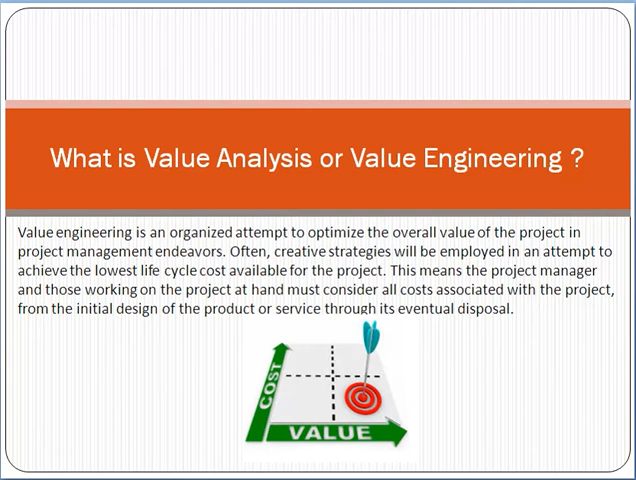 What is Value Analysis or Value Engineering ?
Value engineering is an organized attempt to optimize the overall value of the project in
project management endeavors. Often, creative strategies will be employed in an attempt to
achieve the lowest life cycle cost available for the project. This means the project manager
and those working on the project at hand must consider all costs associated with the project,
from the initial design of the product or service through its eventual disposal.
COST
VALUE